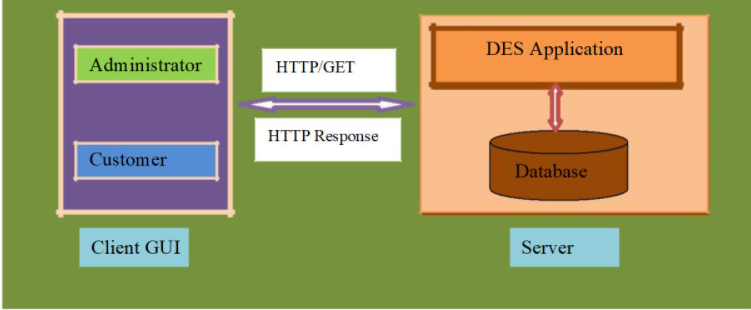 Administrator
Customer
Client GUI
HTTP/GET
HTTP Response
DES Application
Database
Server